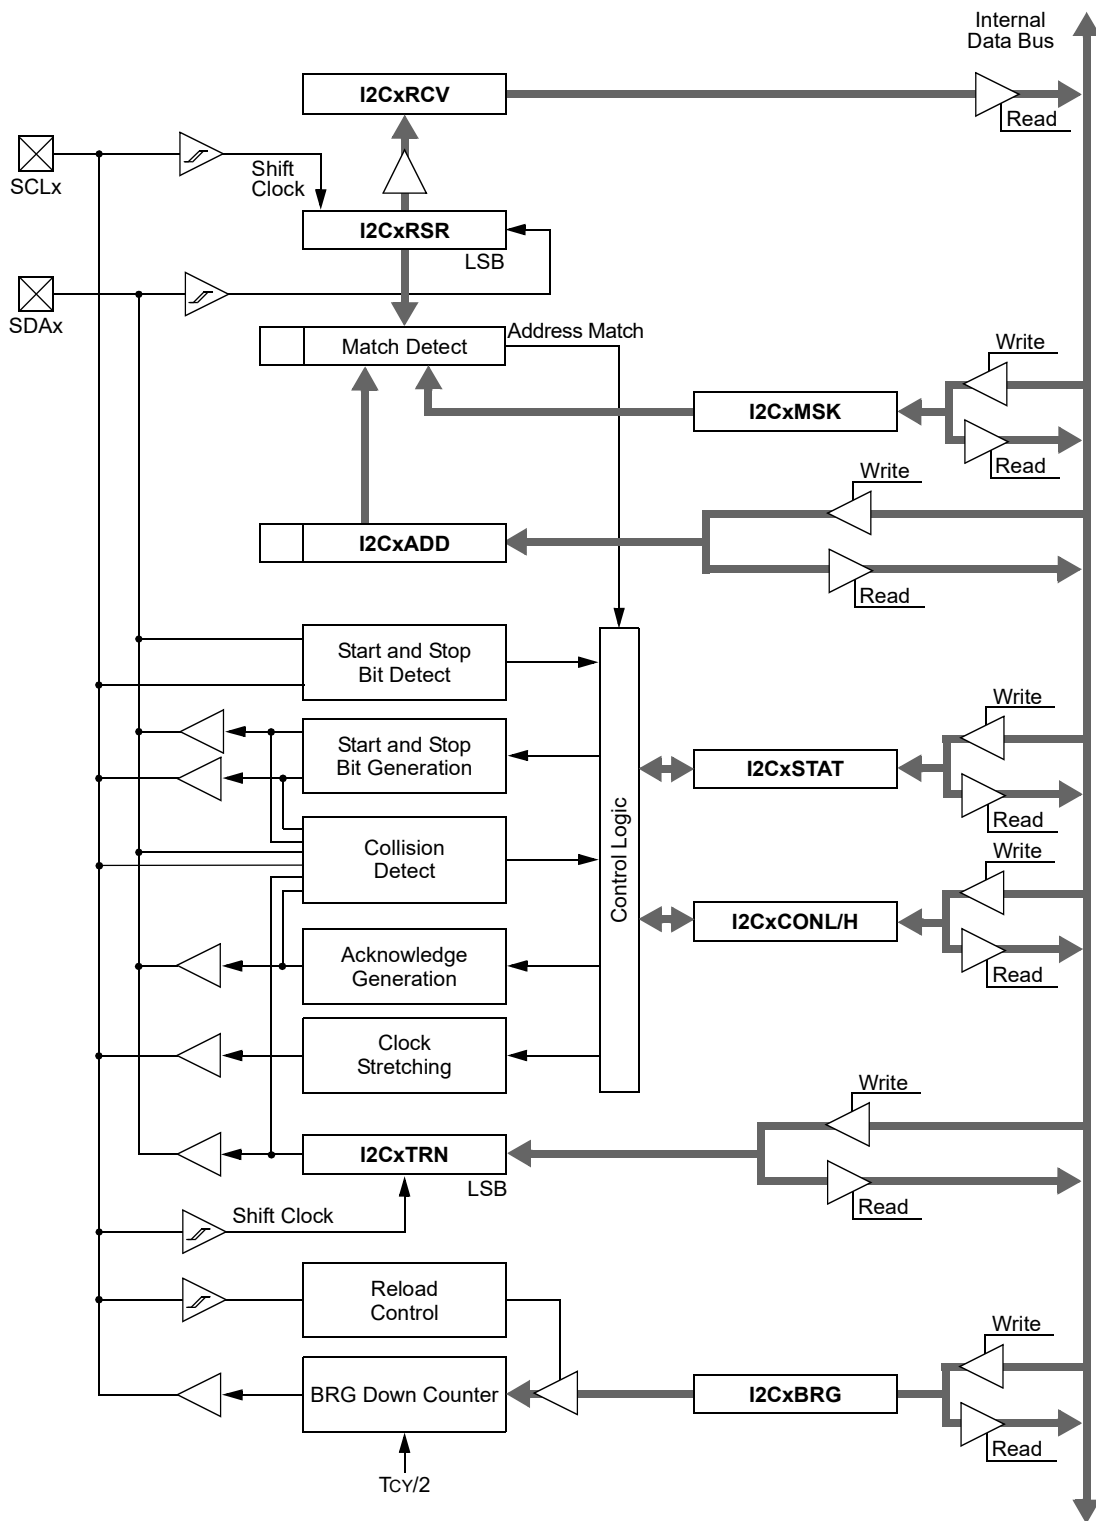 Internal
Data Bus
I2CxRCV
Read
SCLx
Shift
Clock
I2CxRSR
LSB
SDAx
Address Match
Match Detect
Write
I2CxMSK
Read
Write
I2CxADD
Read
Start and Stop
Bit Detect
Write
Start and Stop
Bit Generation
I2CxSTAT
Read
Control Logic
Collision
Detect
Write
I2CxCONL/H
Read
Acknowledge
Generation
Clock
Stretching
Write
I2CxTRN
LSB
Read
Shift Clock
Reload
Control
Write
BRG Down Counter
I2CxBRG
Read
TCY/2